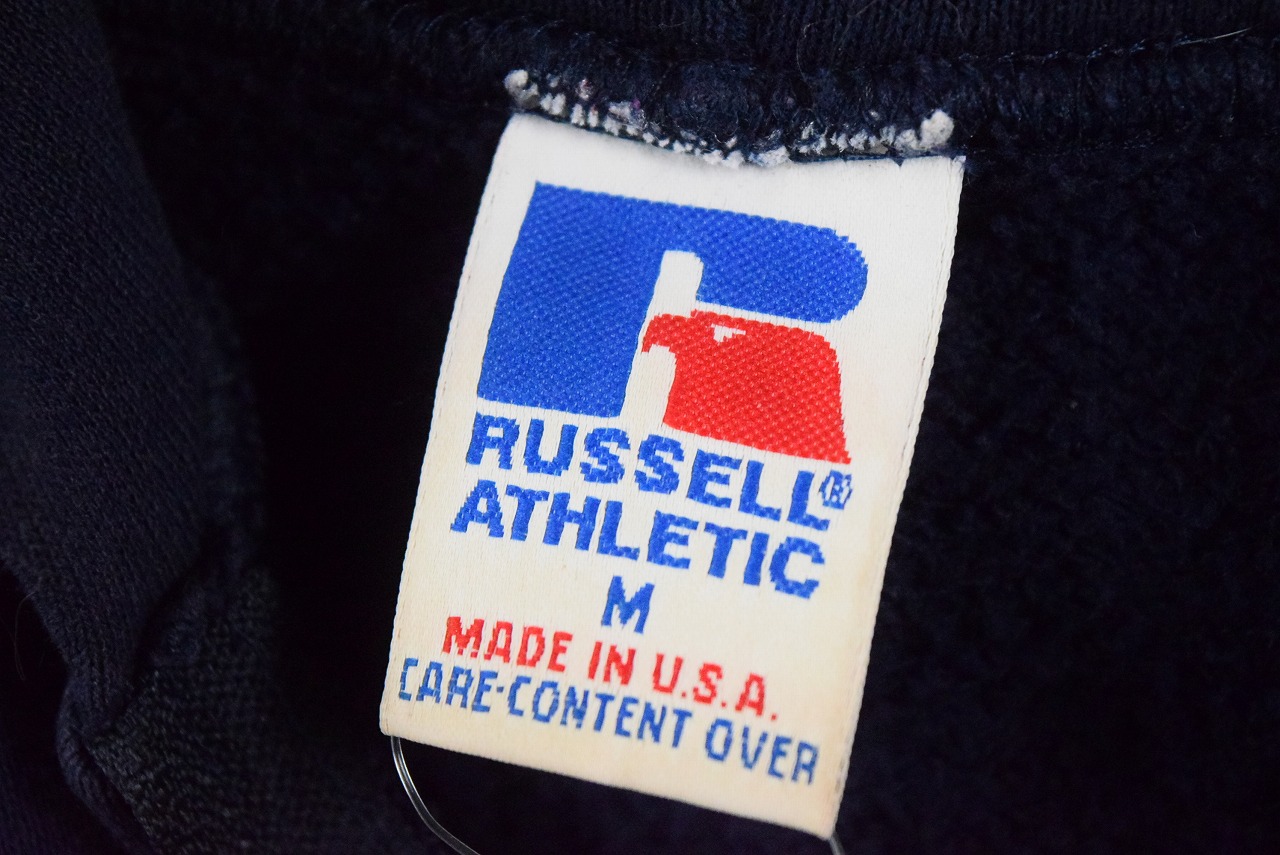 RUSSELL®
ATHLETIC
M
MADE IN U.S.A.
CARE-CONTENT OVER